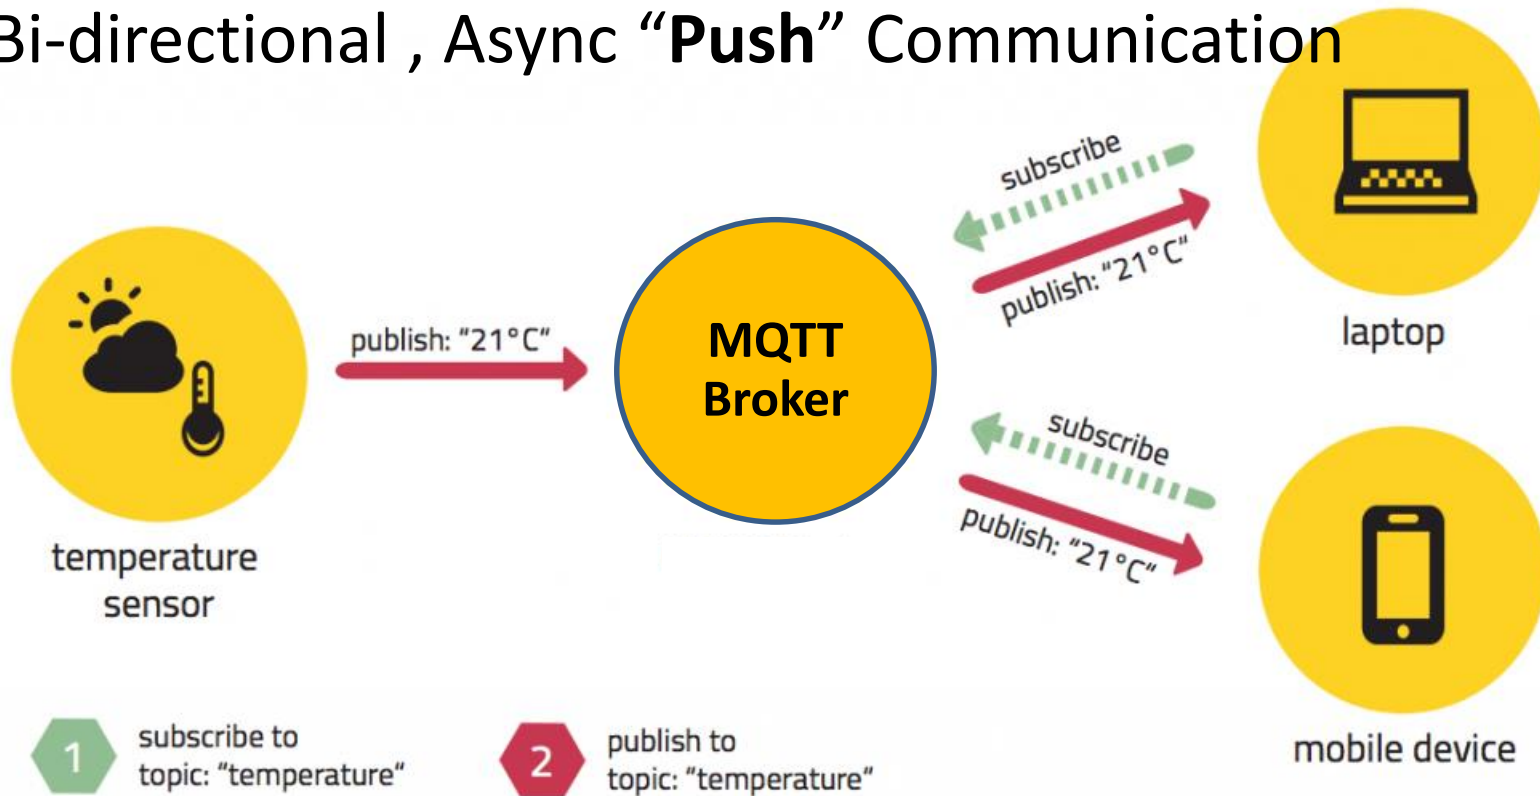 Bi-directional , Async “Push” Communication
subscribe
publish: "21°C"
laptop
publish: "21°C"
MQTT
Broker
subscribe
publish: "21°C"
temperature
sensor
mobile device
1
subscribe to
topic: "temperature"
2
publish to
topic: "temperature"